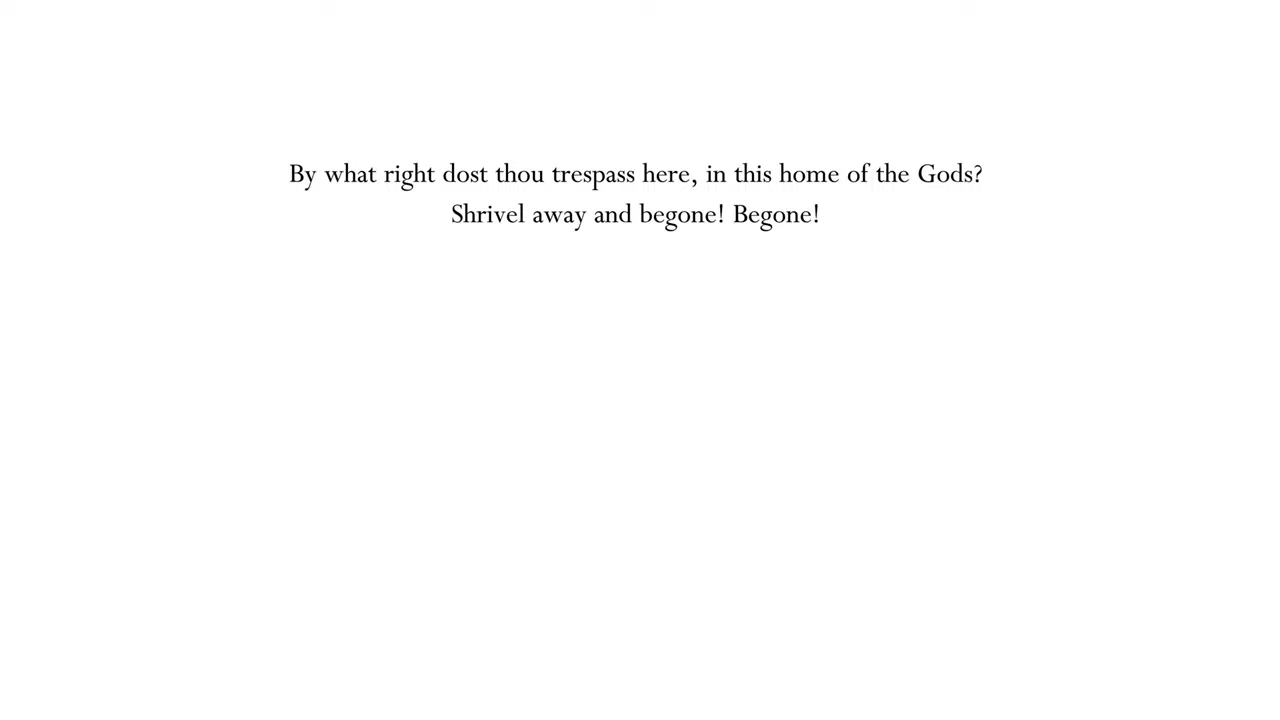 By what right dost thou trespass here, in this home of the Gods?
Shrivel away and begone! Begone!